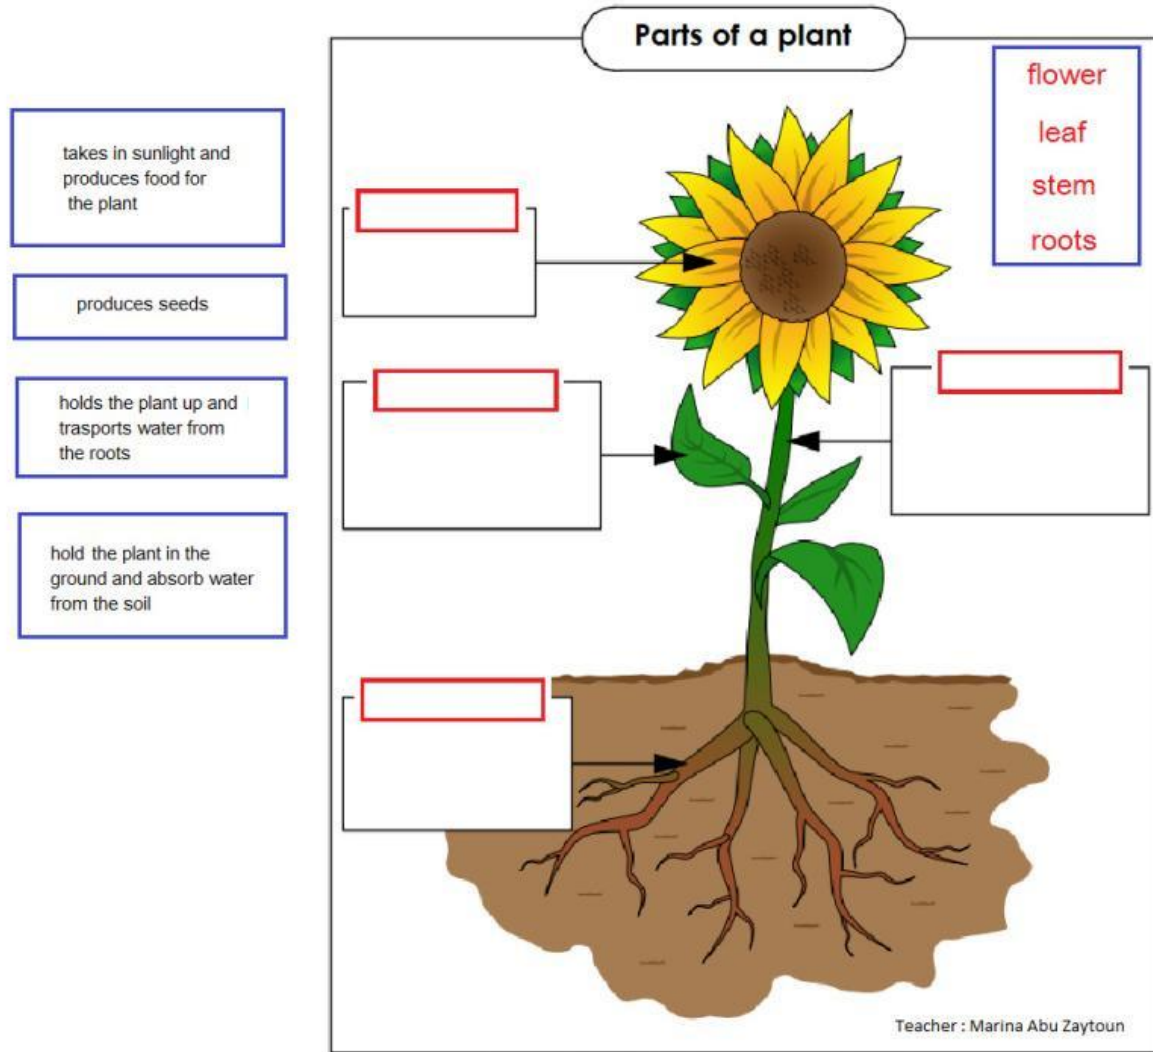 Parts of a plant
flower
leaf
stem
roots
takes in sunlight and
produces food for
the plant
produces seeds
holds the plant up and
trasports water from
the roots
hold the plant in the
ground and absorb water
from the soil
Teacher : Marina Abu Zaytoun